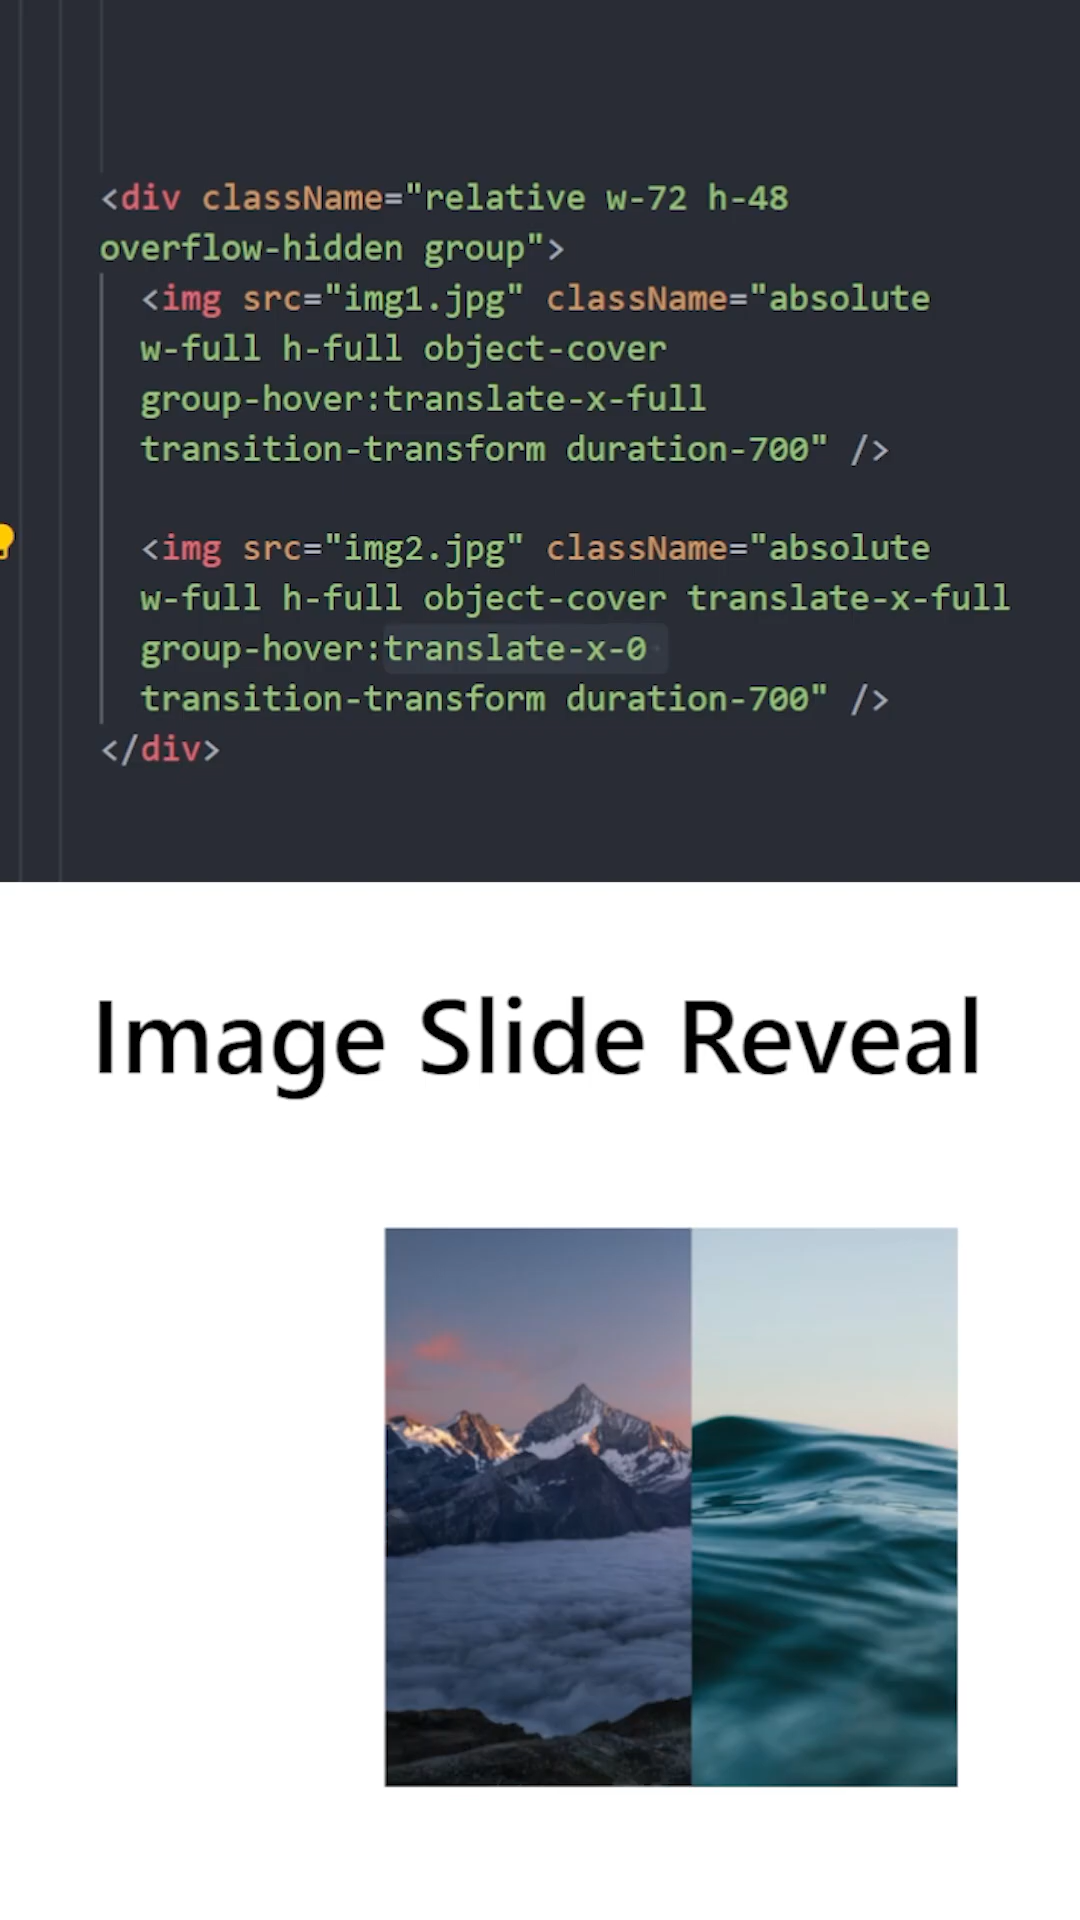 <div className="relative w-72 h-48
overflow-hidden group">
<img src="img1.jpg" className="absolute
w-full h-full object-cover
group-hover:translate-x-full
transition-transform duration-700" />
<img src="img2.jpg" className="absolute
w-full h-full object-cover translate-x-full
group-hover:translate-x-0
transition-transform duration-700" />
</div>
Image Slide Reveal